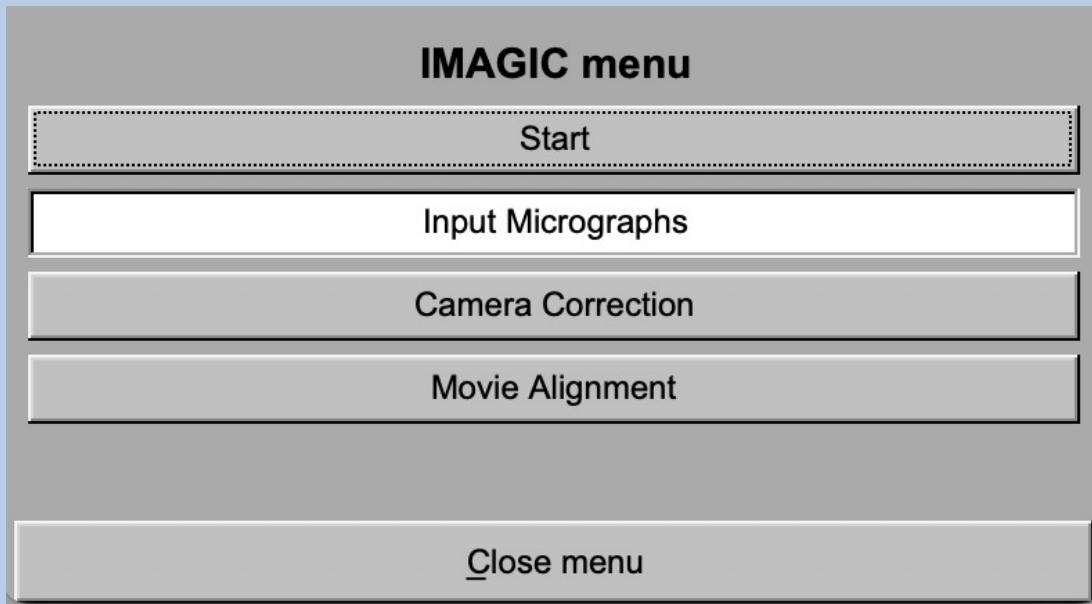 IMAGIC menu
Start
Input Micrographs
Camera Correction
Movie Alignment
Close menu